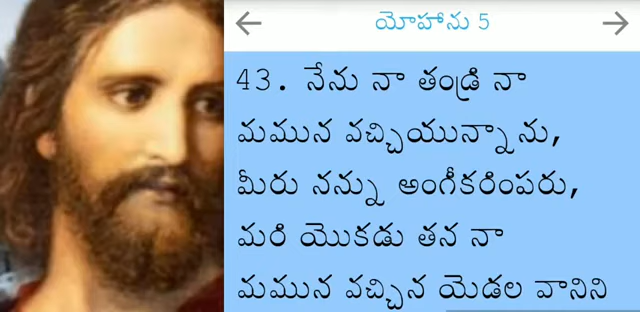 యోహాను 5
43. నేను నా తండ్రి నా
మమున వచ్చియున్నాను,
మీరు నన్ను అంగీకరింపరు,
మరి యొకడు తన నా
మమున వచ్చిన యెడల వానిని